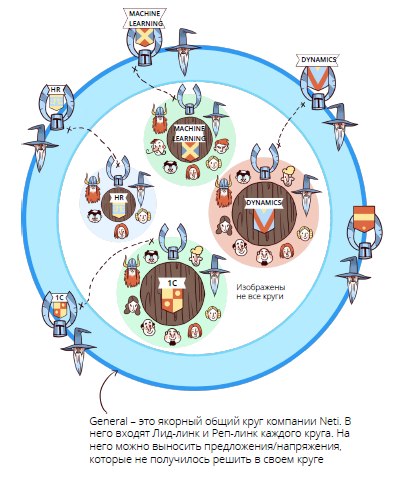 MACHINE
LEARNING
DYNAMICS
HR
MACHINE
LEARNING
HR
DYNAMICS
1C
1C
Изображены
не все круги
General – это якорный общий круг компании Neti. В
него входят Лид-линк и Реп-линк каждого круга. На
него можно выносить предложения/напряжения,
которые не получилось решить в своем круге